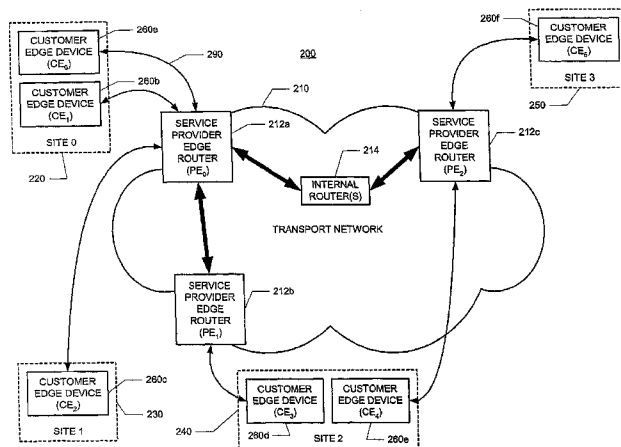 260a
CUSTOMER
EDGE DEVICE
(CE0)
290
260b
CUSTOMER
EDGE DEVICE
(CE1)
SITE 0
220
200
210
260f
CUSTOMER
EDGE DEVICE
(CE5)
SITE 3
250
SERVICE
PROVIDER
EDGE
ROUTER
(PE0)
212a
214
INTERNAL
ROUTER(S)
SERVICE
PROVIDER
EDGE
ROUTER
(PE2)
212c
TRANSPORT NETWORK
SERVICE
PROVIDER
EDGE
ROUTER
(PE1)
212b
CUSTOMER
EDGE DEVICE
(CE2)
260c
230
SITE 1
240
CUSTOMER
EDGE DEVICE
(CE3)
260d
CUSTOMER
EDGE DEVICE
(CE4)
260e
SITE 2